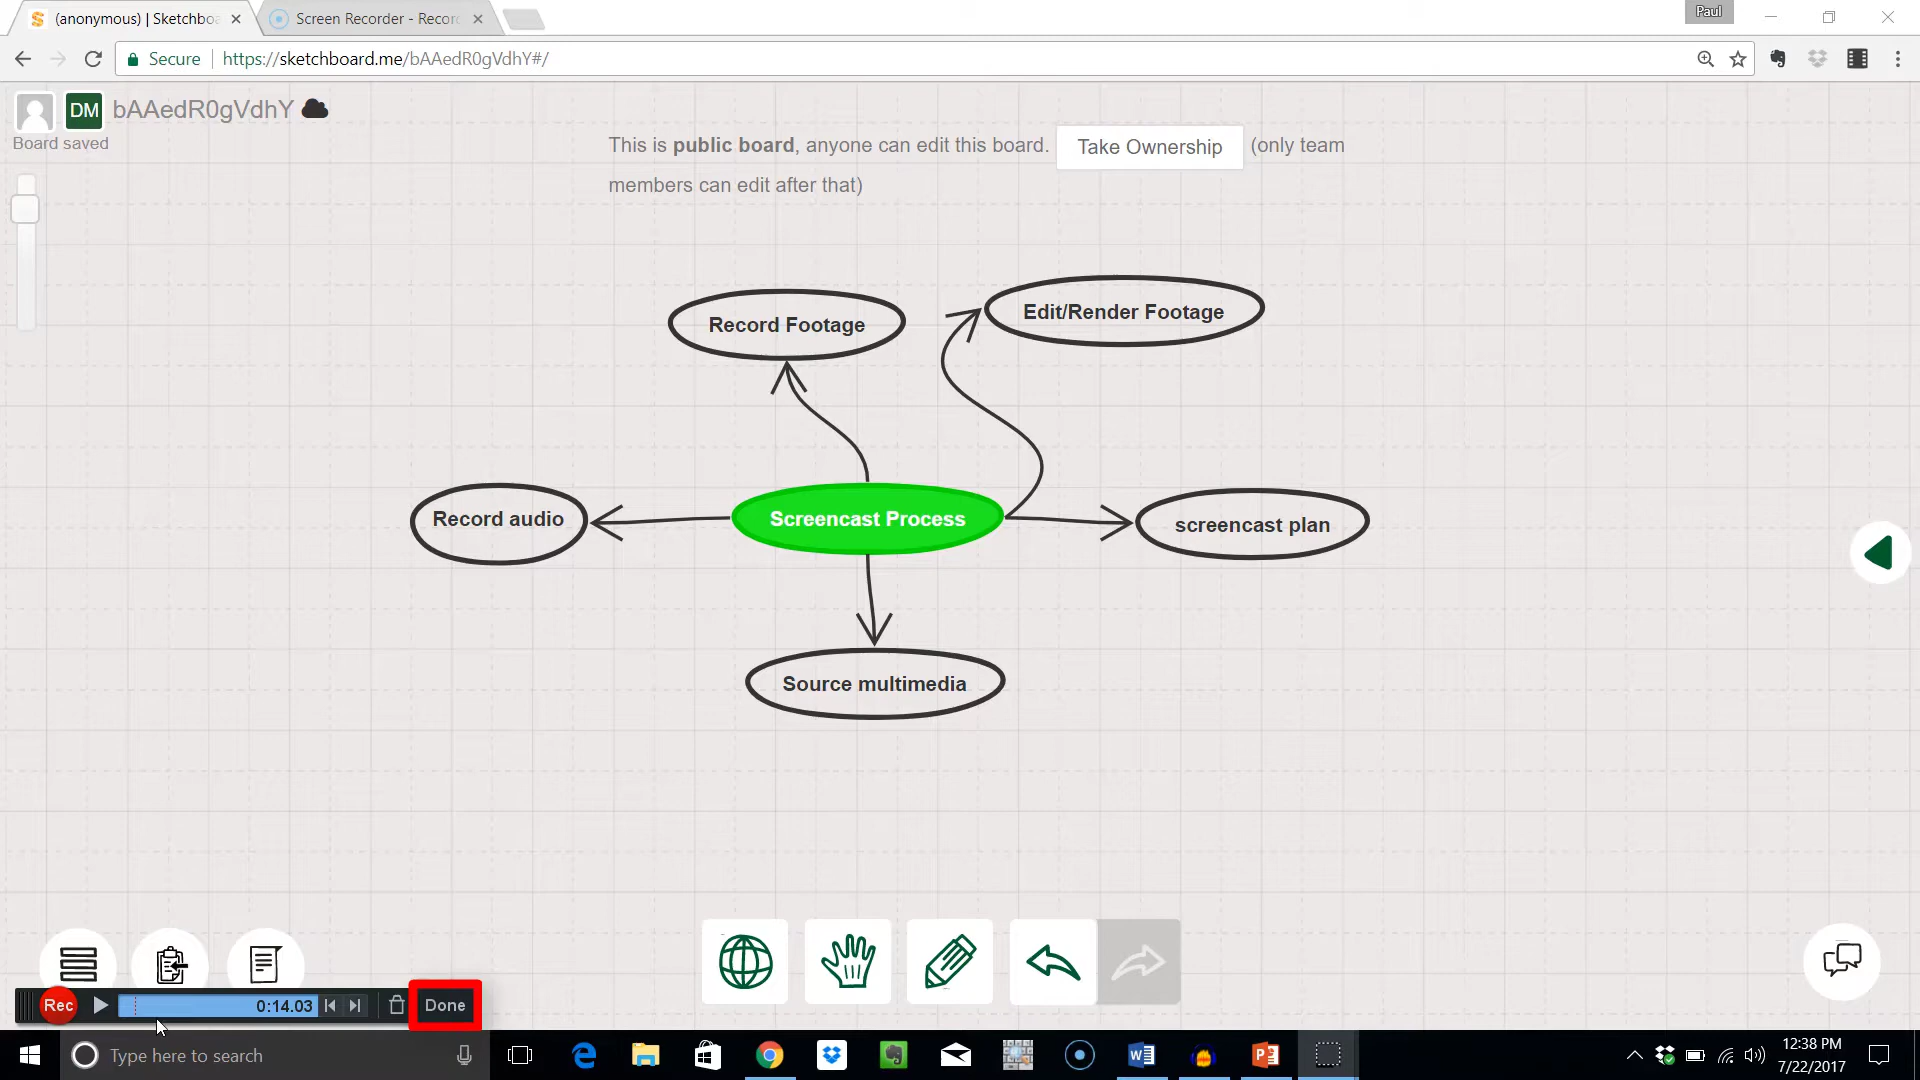 (anonymous) | Sketchboa
Screen Recorder - Record
Paul
Secure
https://sketchboard.me/bAAedR0gVdhY#/
DM
bAAedR0gVdhY
Board saved
This is public board, anyone can edit this board. Take Ownership (only team
members can edit after that)
Record Footage
Edit/Render Footage
Record audio
Screencast Process
screencast plan
Source multimedia
Rec
0:14.03
Done
Type here to search
12:38 PM
7/22/2017